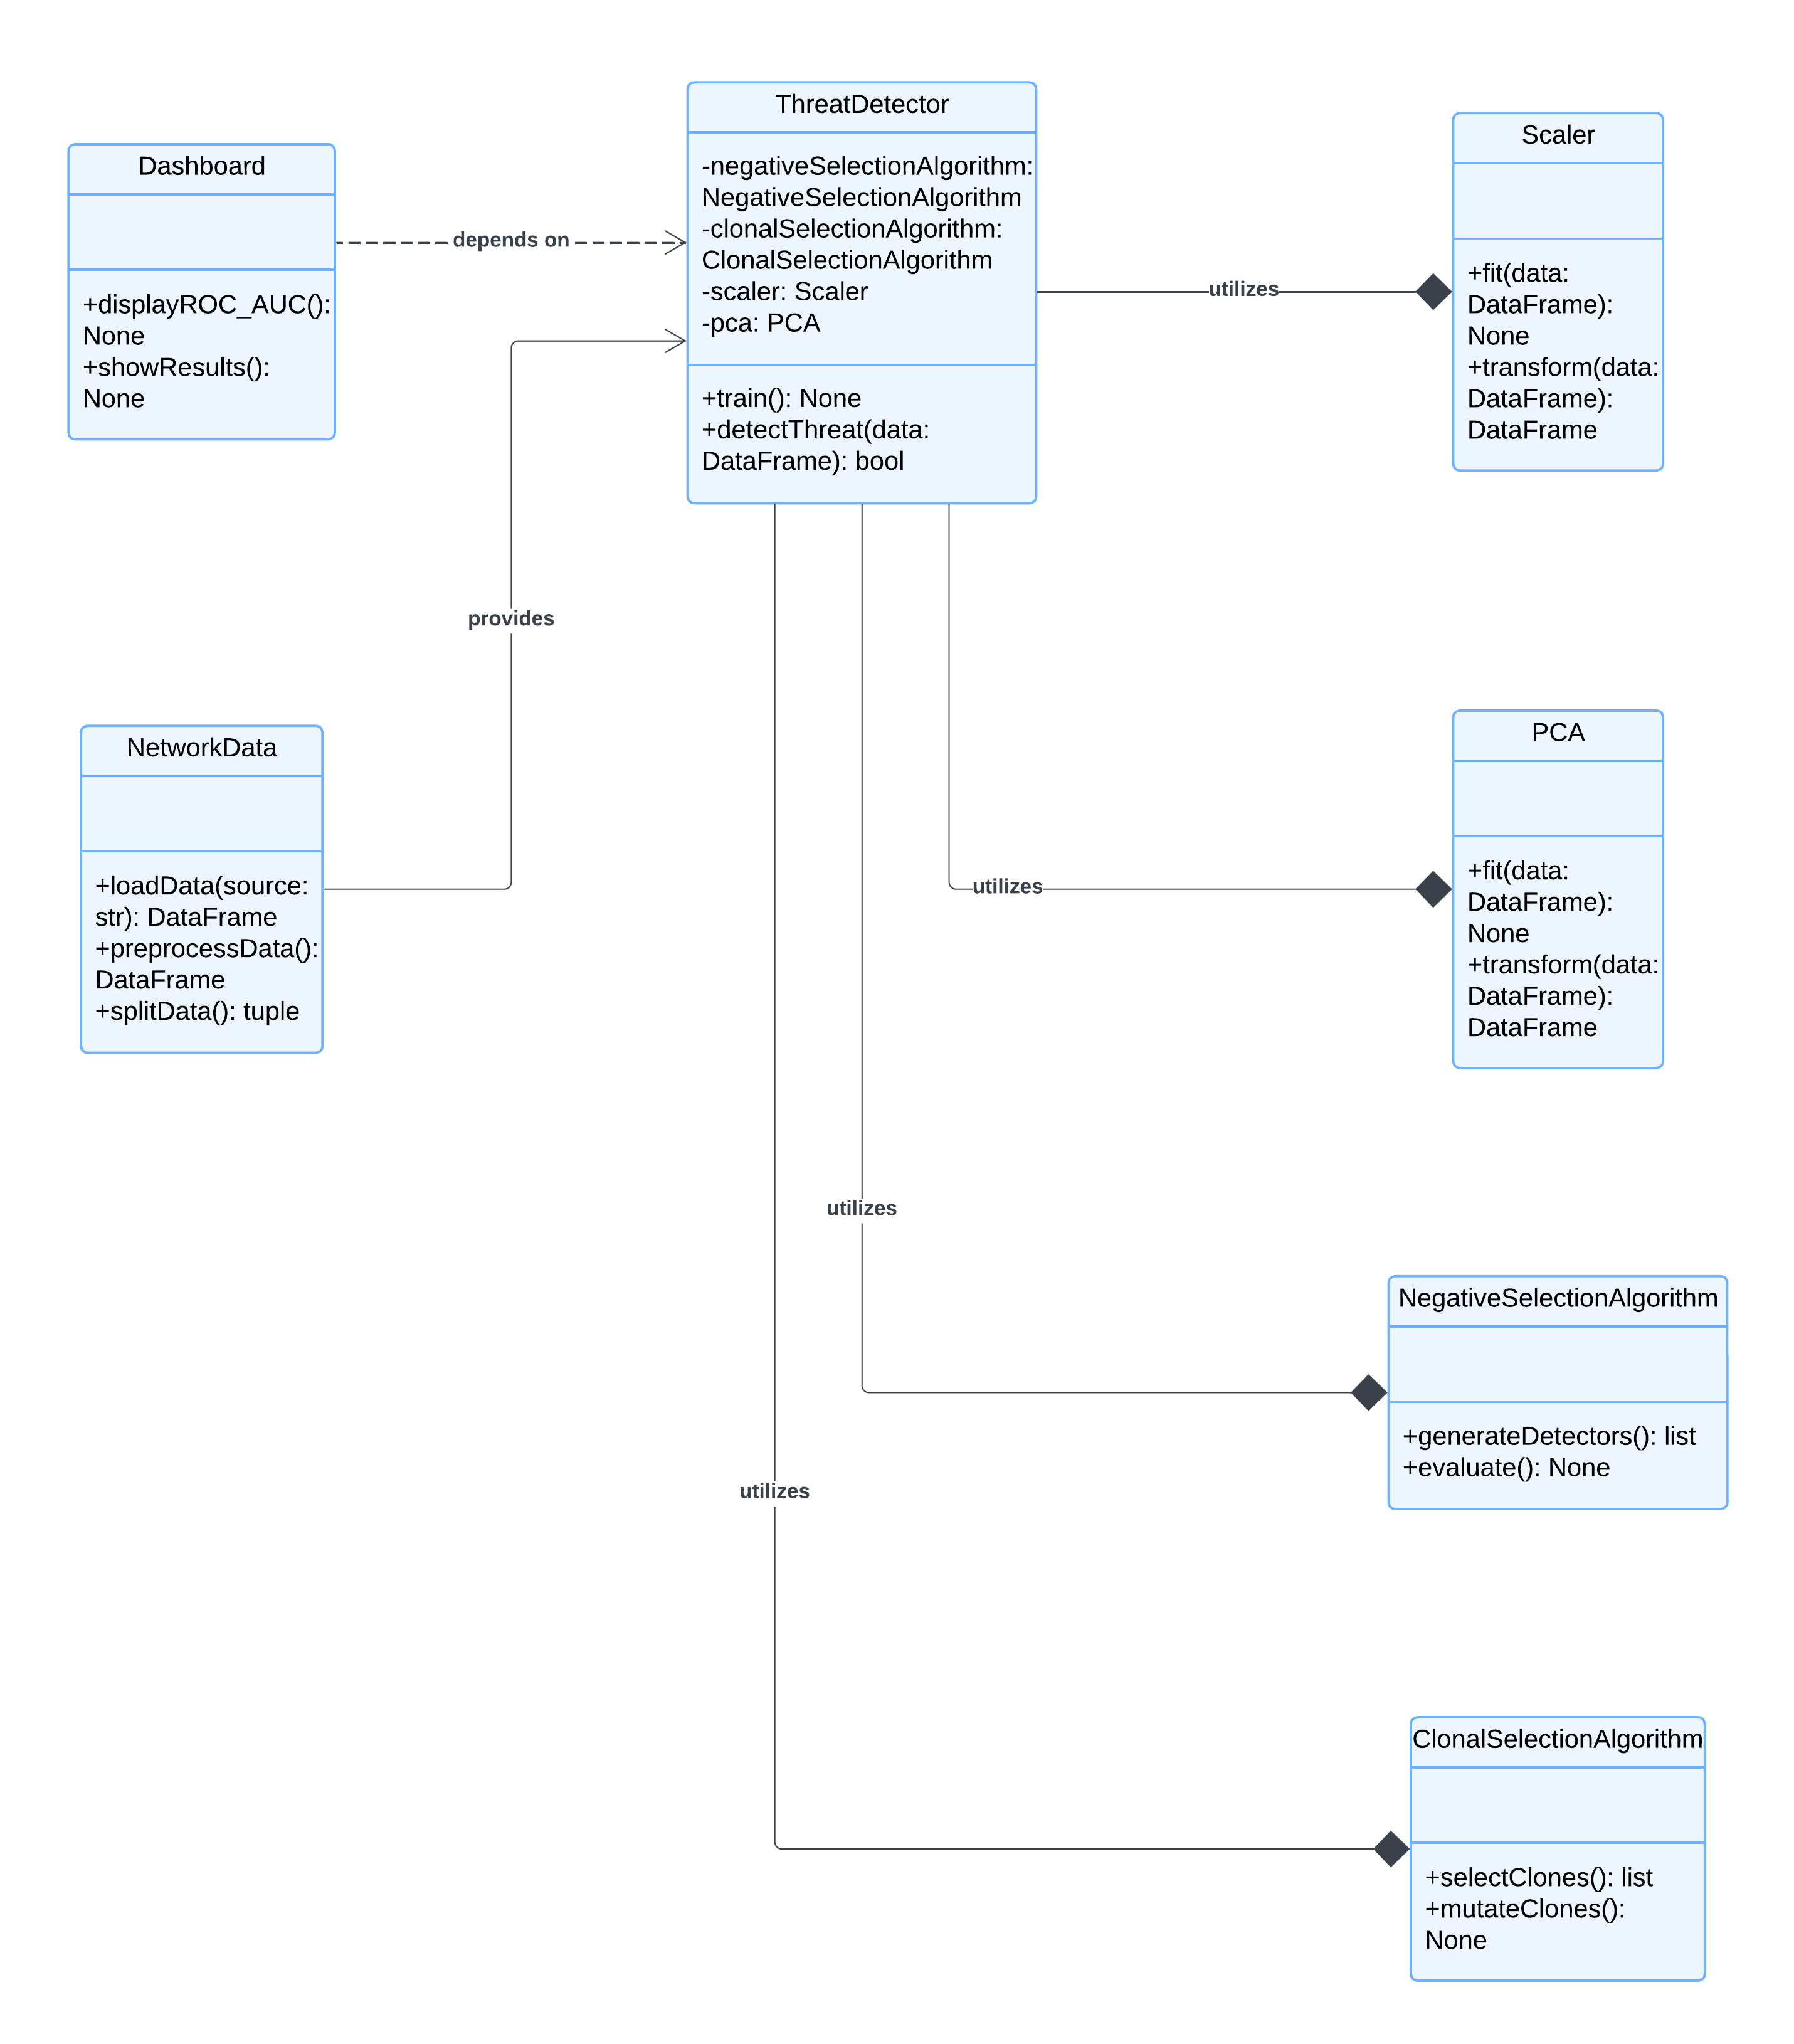 ThreatDetector
-negativeSelectionAlgorithm:
NegativeSelectionAlgorithm
-clonalSelectionAlgorithm:
ClonalSelectionAlgorithm
-scaler: Scaler
-pca: PCA
+train(): None
+detectThreat(data:
DataFrame): bool
Dashboard
+displayROC_AUC():
None
+showResults():
None
depends on
Scaler
+fit(data:
DataFrame):
None
+transform(data:
DataFrame):
DataFrame
utilizes
provides
NetworkData
+loadData(source:
str): DataFrame
+preprocessData():
DataFrame
+splitData(): tuple
PCA
+fit(data:
DataFrame):
None
+transform(data:
DataFrame):
DataFrame
utilizes
utilizes
NegativeSelectionAlgorithm
+generateDetectors(): list
+evaluate(): None
utilizes
ClonalSelectionAlgorithm
+selectClones(): list
+mutateClones():
None